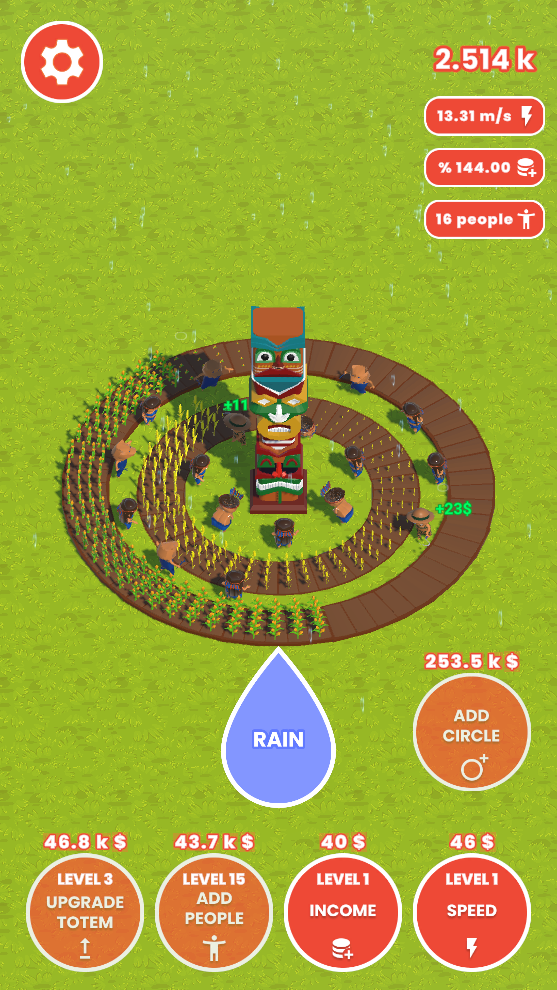 2.514 k
13.31 m/s
% 144.00
16 people
+11
+23$
253.5 k $
ADD
CIRCLE
RAIN
46.8 k $
43.7 k $
40 $
46 $
LEVEL 3
UPGRADE
TOTEM
LEVEL 15
ADD
PEOPLE
LEVEL 1
INCOME
LEVEL 1
SPEED